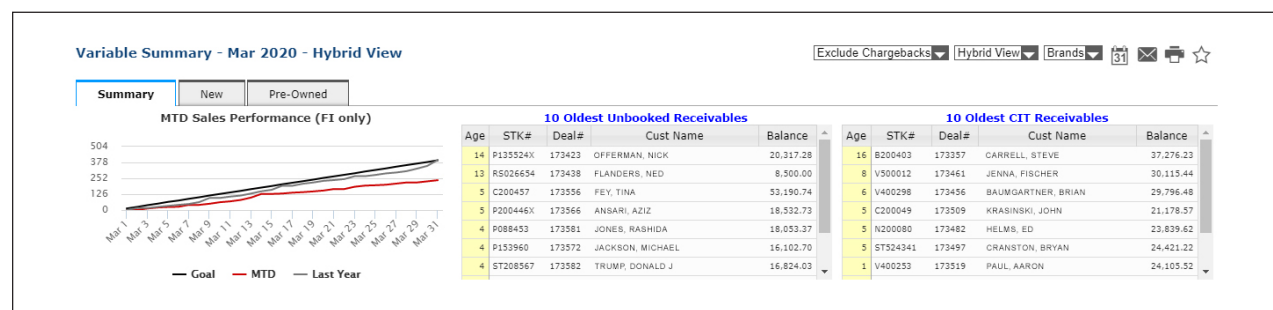 Variable Summary - Mar 2020 - Hybrid View
Exclude Chargebacks Hybrid View Brands 31
Summary New Pre-Owned
MTD Sales Performance (FI only)
504
378
252
126
0
Mar 1 Mar 3 Mar 5 Mar 7 Mar 9 Mar 11 Mar 13 Mar 15 Mar 17 Mar 19 Mar 21 Mar 23 Mar 25 Mar 27 Mar 29 Mar 31
Goal MTD Last Year
10 Oldest Unbooked Receivables
Age STK# Deal# Cust Name Balance
14 P135524X 173423 OFFERMAN, NICK 20,317.28
13 RS026654 173438 FLANDERS, NED 8,500.00
5 C200457 173556 FEY, TINA 53,190.74
5 P200446X 173566 ANSARI, AZIZ 18,532.73
4 P088453 173581 JONES, RASHIDA 18,053.37
4 P153960 173572 JACKSON, MICHAEL 16,102.70
4 ST208567 173582 TRUMP, DONALD J 16,824.03
10 Oldest CIT Receivables
Age STK# Deal# Cust Name Balance
16 B200403 173357 CARRELL, STEVE 37,276.23
8 V500012 173461 JENNA, FISCHER 30,115.44
6 V400298 173456 BAUMGARTNER, BRIAN 29,796.48
5 C200049 173509 KRASINSKI, JOHN 21,178.57
5 N200080 173482 HELMS, ED 23,839.62
5 ST524341 173497 CRANSTON, BRYAN 24,421.22
1 V400253 173519 PAUL, AARON 24,105.52